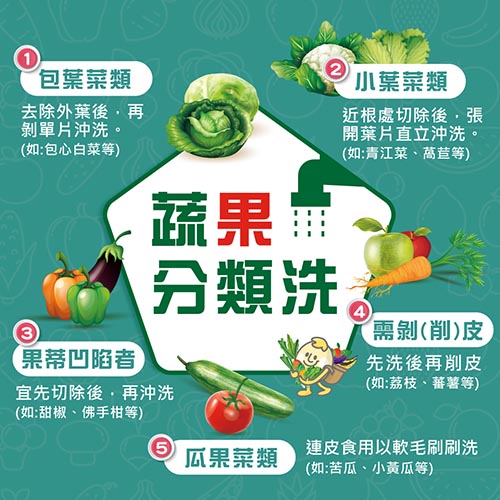 蔬果
分類洗
1
包葉菜類
去除外葉後，再
剝單片沖洗。
(如:包心白菜等)
2
小葉菜類
近根處切除後，張
開葉片直立沖洗。
(如:青江菜、萵苣等)
3
果蒂凹陷者
宜先切除後，再沖洗
(如:甜椒、佛手柑等)
4
需剝(削)皮
先洗後再削皮
(如:荔枝、蕃薯等)
5
瓜果菜類
連皮食用以軟毛刷刷洗
(如:苦瓜、小黃瓜等)